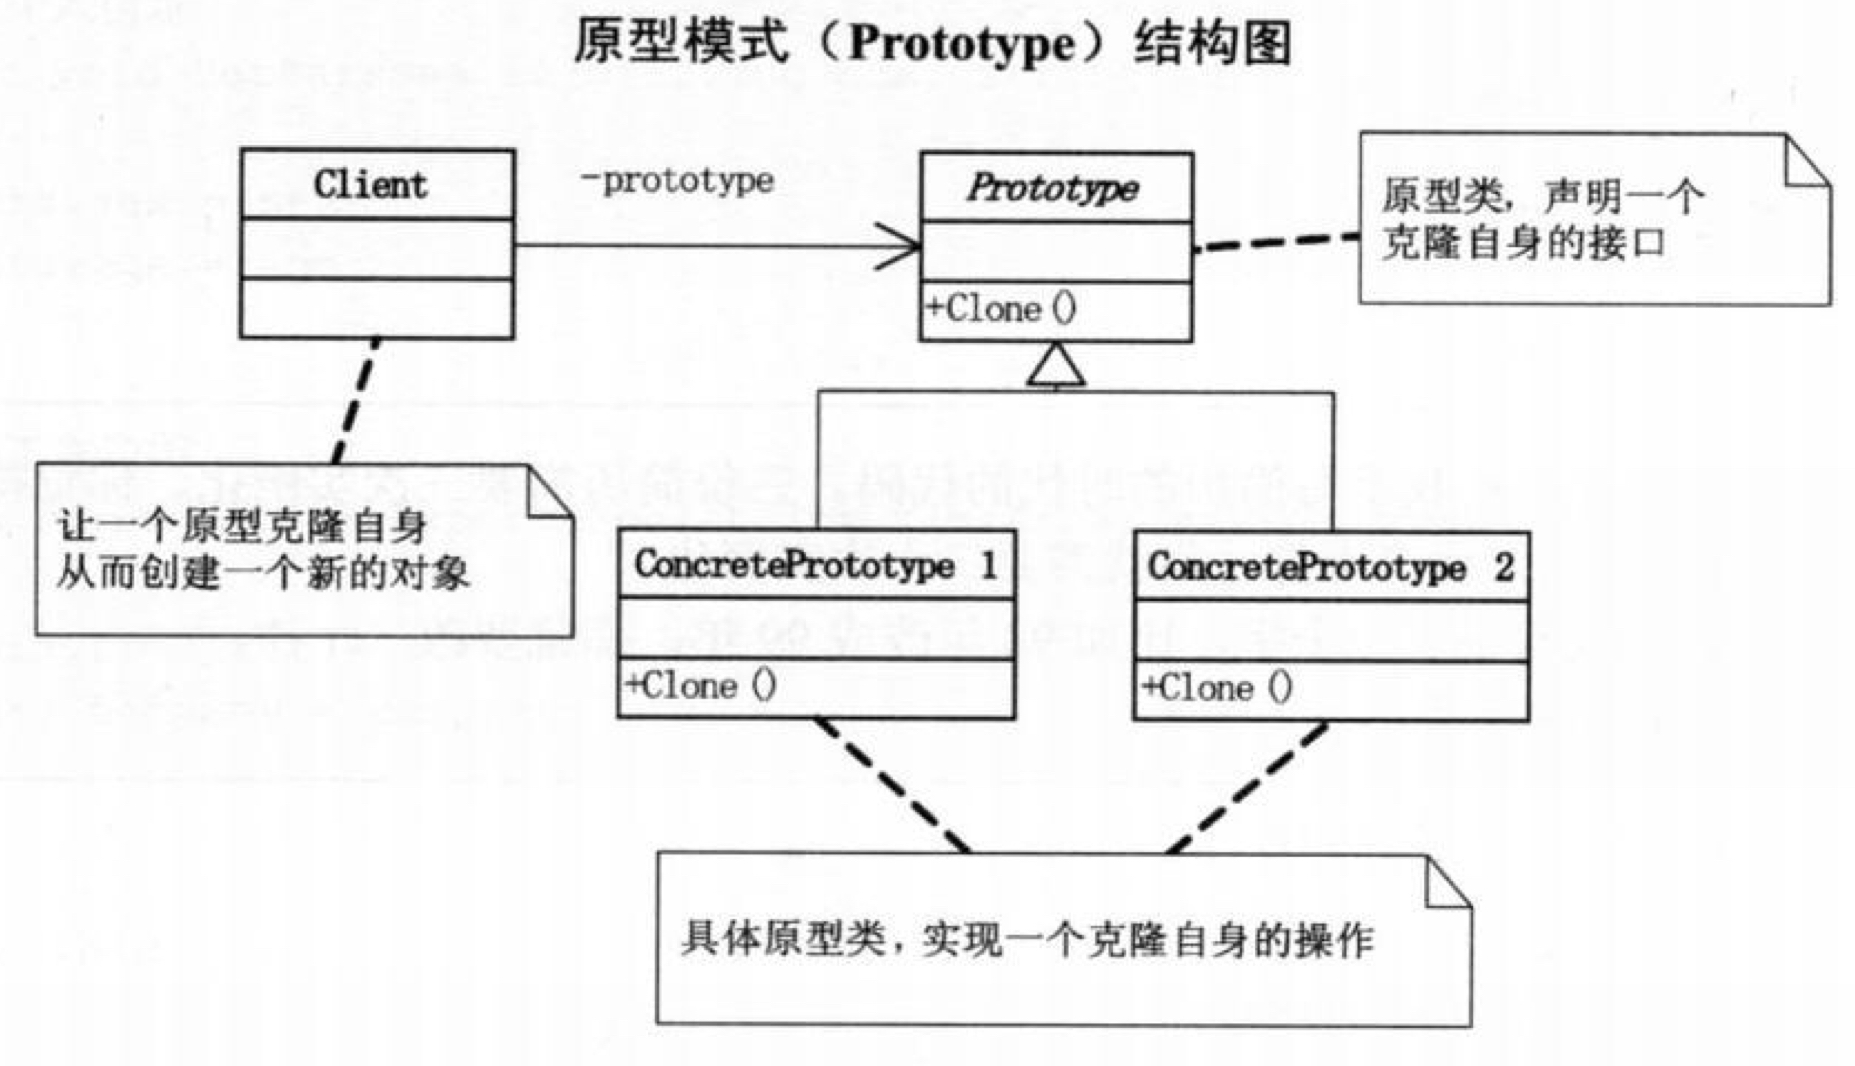 原型模式（Prototype）结构图
Client
-prototype
Prototype
+Clone()
原型类，声明一个
克隆自身的接口
让一个原型克隆自身
从而创建一个新的对象
ConcretePrototype 1
+Clone()
ConcretePrototype 2
+Clone()
具体原型类，实现一个克隆自身的操作